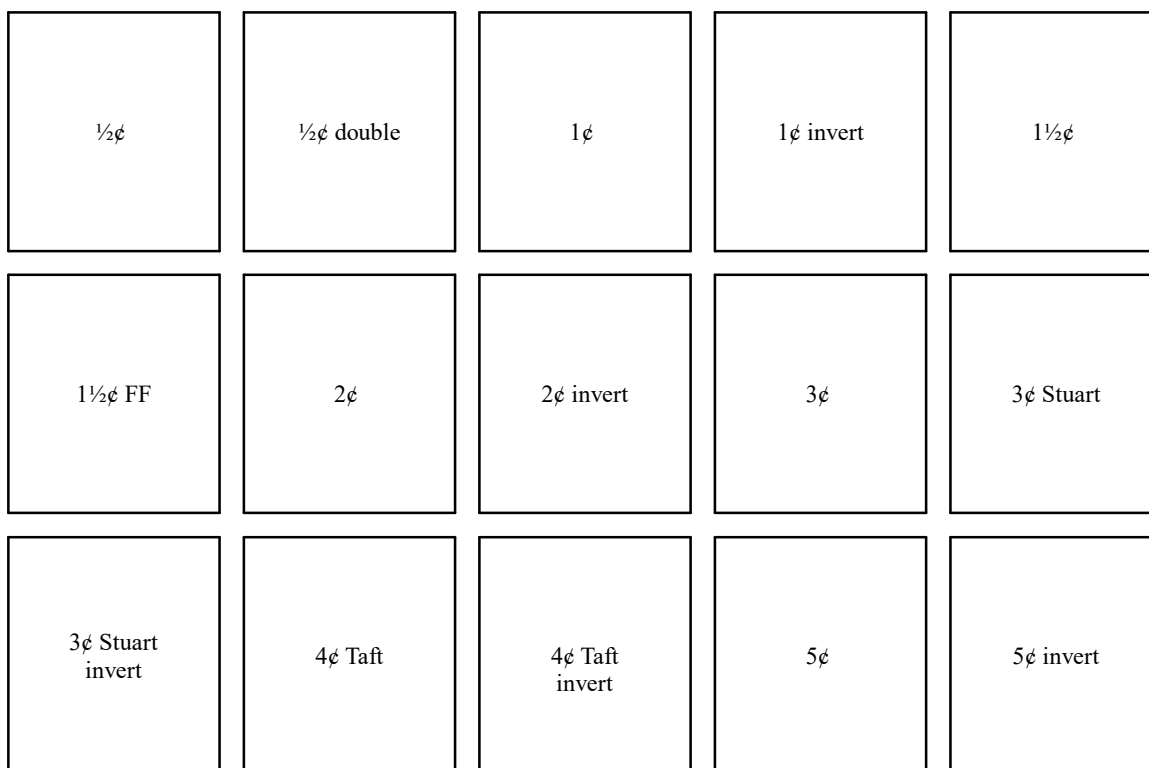 ½¢
½¢ double
1¢
1¢ invert
1½¢
1½¢ FF
2¢
2¢ invert
3¢
3¢ Stuart
3¢ Stuart
invert
4¢ Taft
4¢ Taft
invert
5¢
5¢ invert